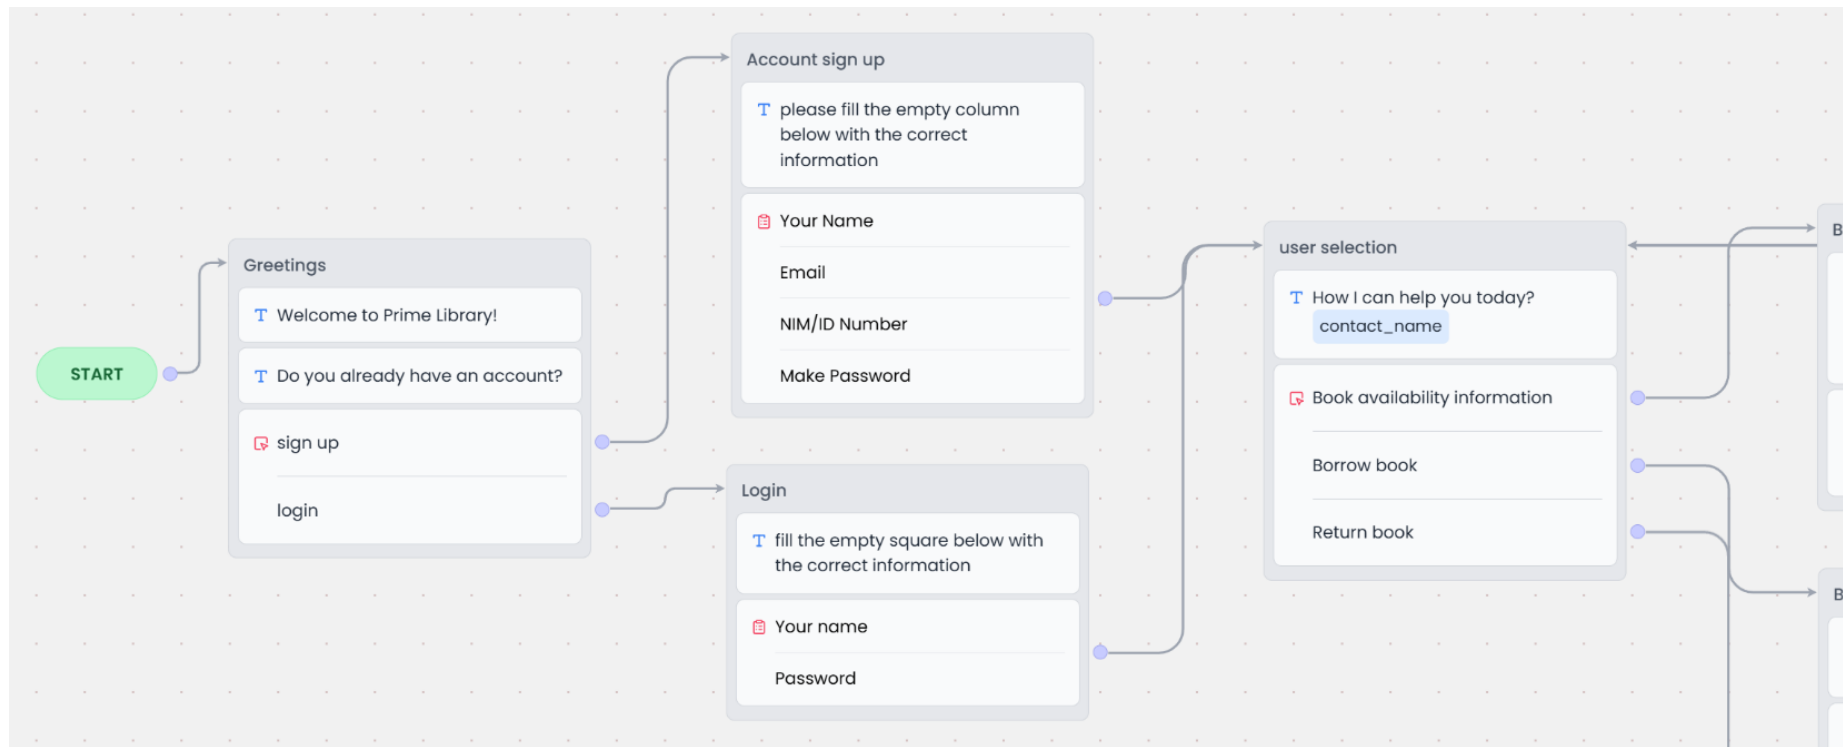 START
Greetings
Welcome to Prime Library!
Do you already have an account?
sign up
login
Account sign up
please fill the empty column
below with the correct
information
Your Name
Email
NIM/ID Number
Make Password
Login
fill the empty square below with
the correct information
Your name
Password
user selection
How I can help you today?
contact_name
Book availability information
Borrow book
Return book
B
B